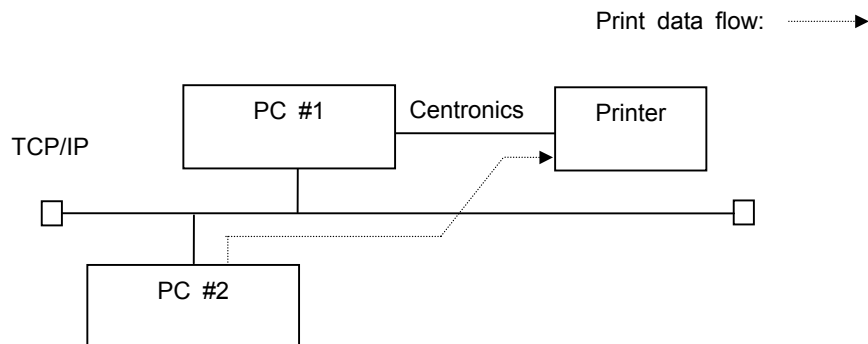 Print data flow:
PC #1
Centronics
Printer
TCP/IP
PC #2